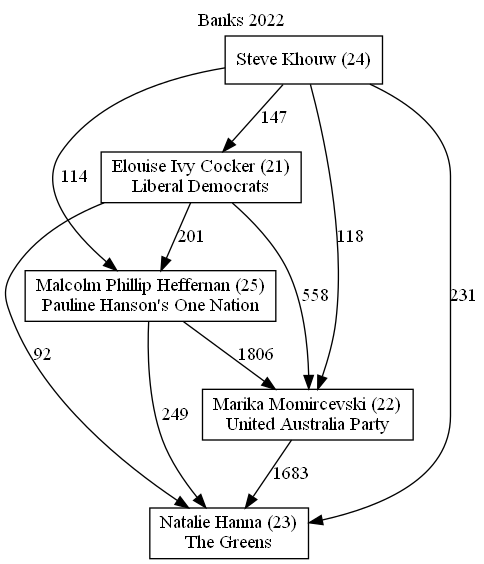 Banks 2022
Steve Khouw (24)
147
Elouise Ivy Cocker (21)
Liberal Democrats
114
201
118
Malcolm Phillip Heffernan (25)
Pauline Hanson's One Nation
558
231
92
1806
249
Marika Momircevski (22)
United Australia Party
1683
Natalie Hanna (23)
The Greens